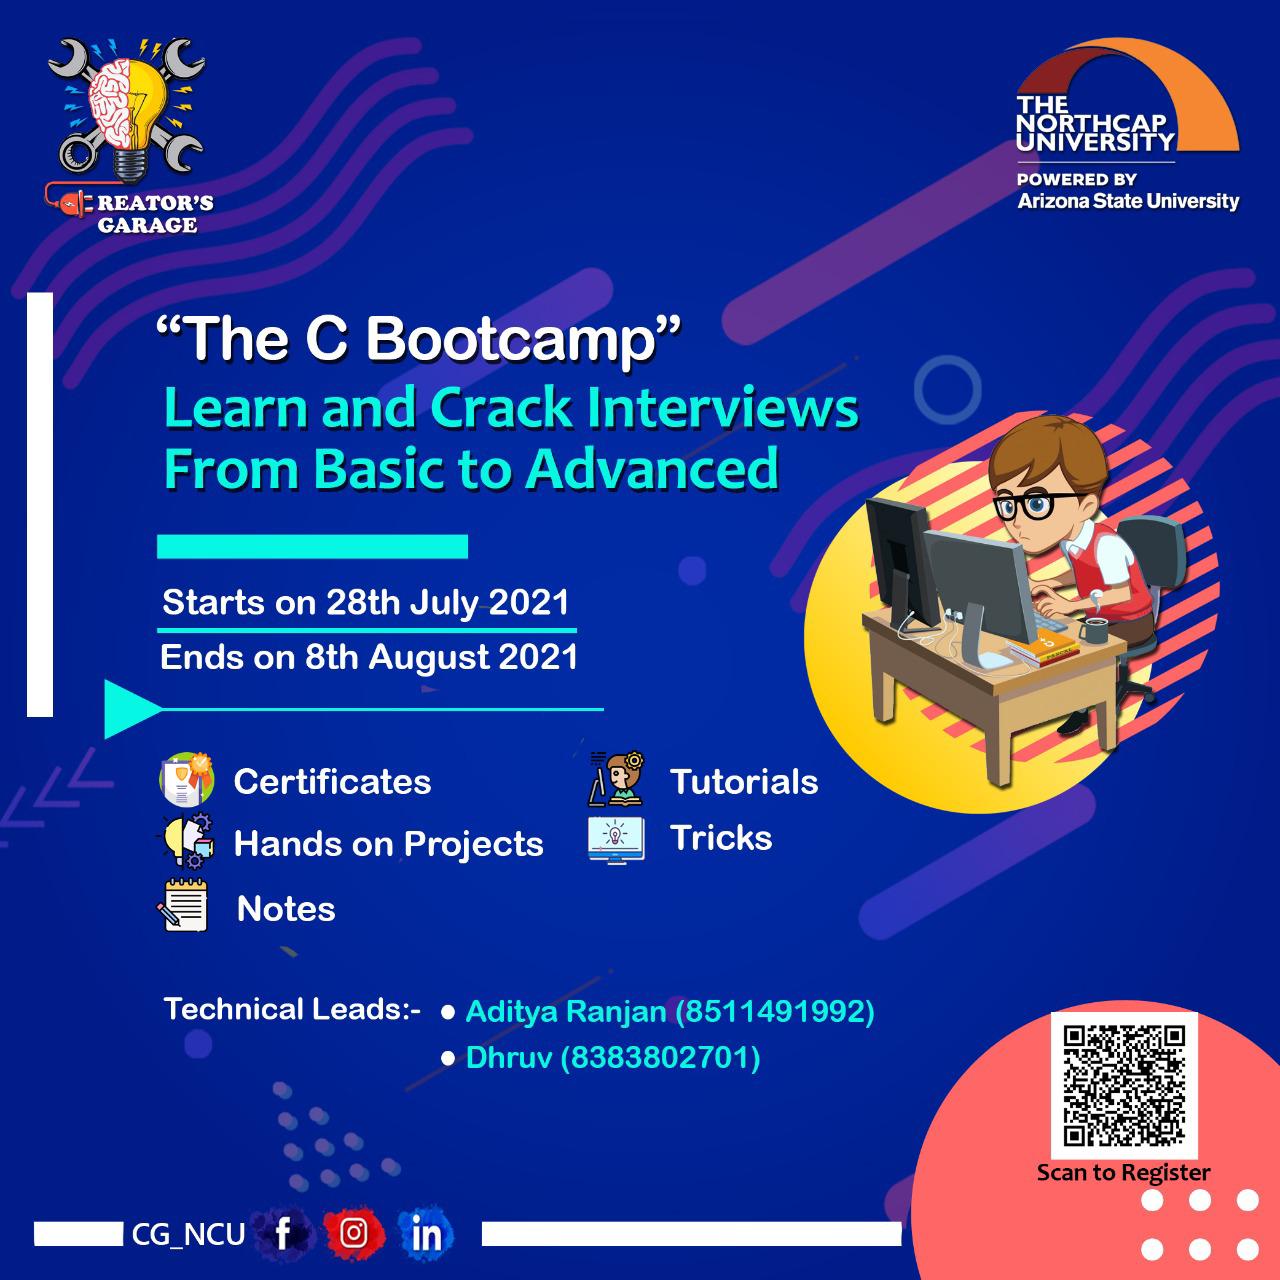 REATOR'S
GARAGE
THE
NORTHCAP
UNIVERSITY
POWERED BY
Arizona State University
“The C Bootcamp”
Learn and Crack Interviews
From Basic to Advanced
Starts on 28th July 2021
Ends on 8th August 2021
Certificates
Tutorials
Hands on Projects
Tricks
Notes
Technical Leads:-
• Aditya Ranjan (8511491992)
• Dhruv (8383802701)
Scan to Register
CG_NCU